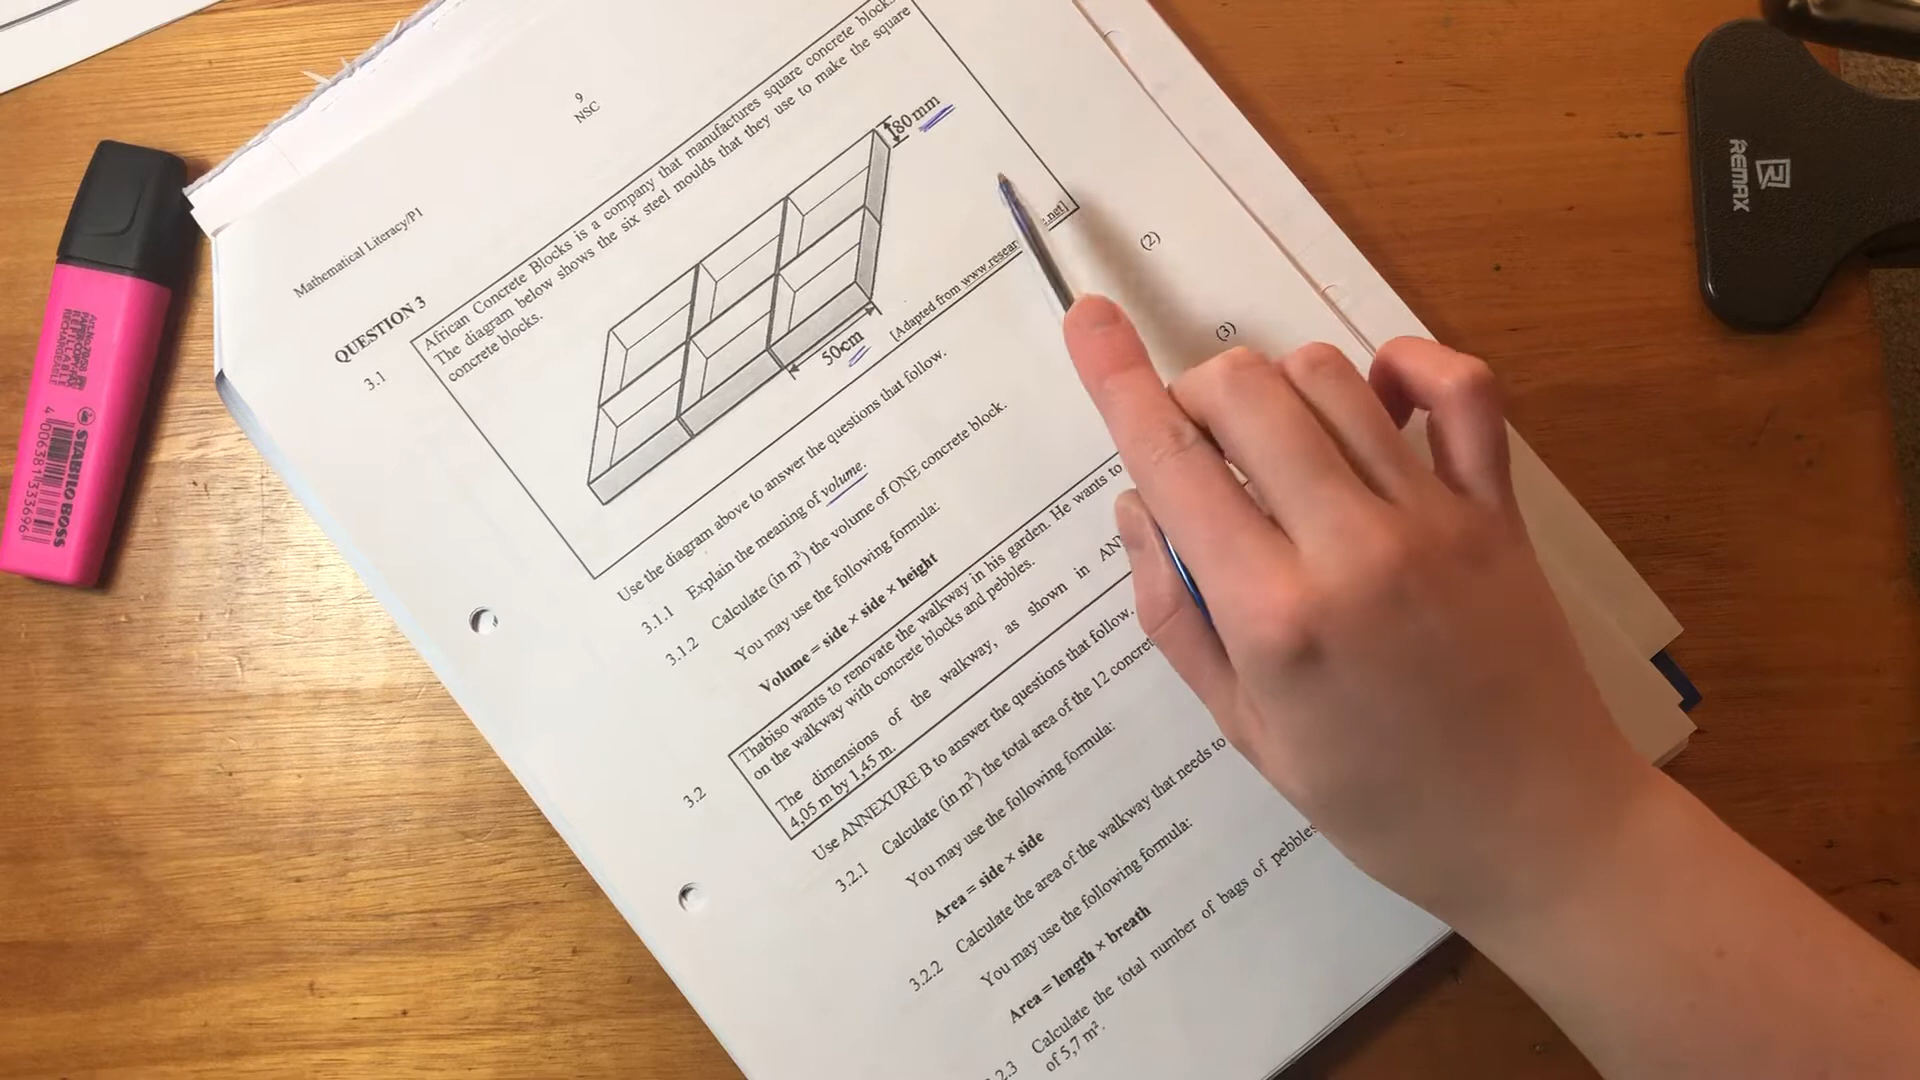 9
NSC
Mathematical Literacy/P1
QUESTION 3
3.1
African Concrete Blocks is a company that manufactures square concrete
The diagram below shows the six steel moulds that they use to make the square
concrete blocks.
80 mm
50cm
[Adapted from
(2)
Use the diagram above to answer the questions that follow.
3.1.1 Explain the meaning of volume.
3.1.2 Calculate (in m³) the volume of ONE concrete block.
(3)
You may use the following formula:
Volume = side × side × height
3.2
Thabiso wants to renovate the walkway in his garden. He wants to
on the walkway with concrete blocks and pebbles.
The dimensions of the walkway, as shown in
4,05 m by 1,45 m.
Use ANNEXURE B to answer the questions that follow.
3.2.1 Calculate (in m²) the total area of the 12
You may use the following formula:
Area = side × side
3.2.2 Calculate the area of the walkway that needs to
You may use the following formula:
Area = length × breath
Calculate the total number of bags of pebbles
of 5,7 m².
STABILO BOSS
REFILLABLE
RECHARGEABLE
4 006381 333696
REMAX